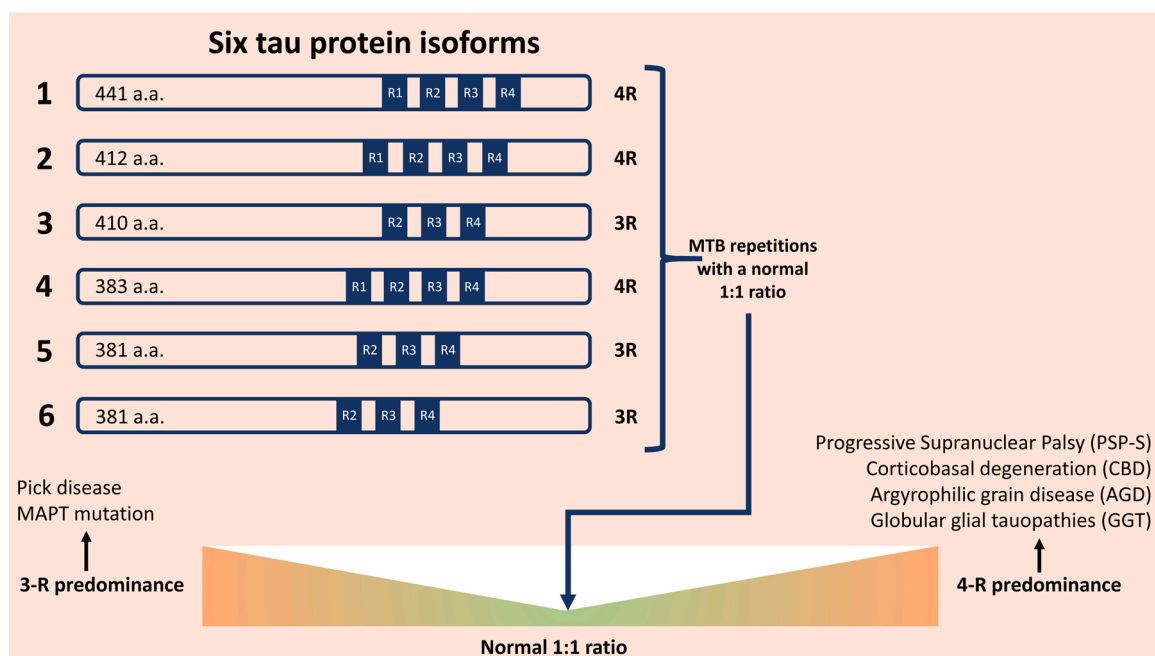 Six tau protein isoforms
1 441 a.a. R1 R2 R3 R4 4R
2 412 a.a. R1 R2 R3 R4 4R
3 410 a.a. R2 R3 R4 3R
4 383 a.a. R1 R2 R3 R4 4R
5 381 a.a. R2 R3 R4 3R
6 381 a.a. R2 R3 R4 3R
MTB repetitions
with a normal
1:1 ratio
Pick disease
MAPT mutation
3-R predominance
Progressive Supranuclear Palsy (PSP-S)
Corticobasal degeneration (CBD)
Argyrophilic grain disease (AGD)
Globular glial tauopathies (GGT)
4-R predominance
Normal 1:1 ratio